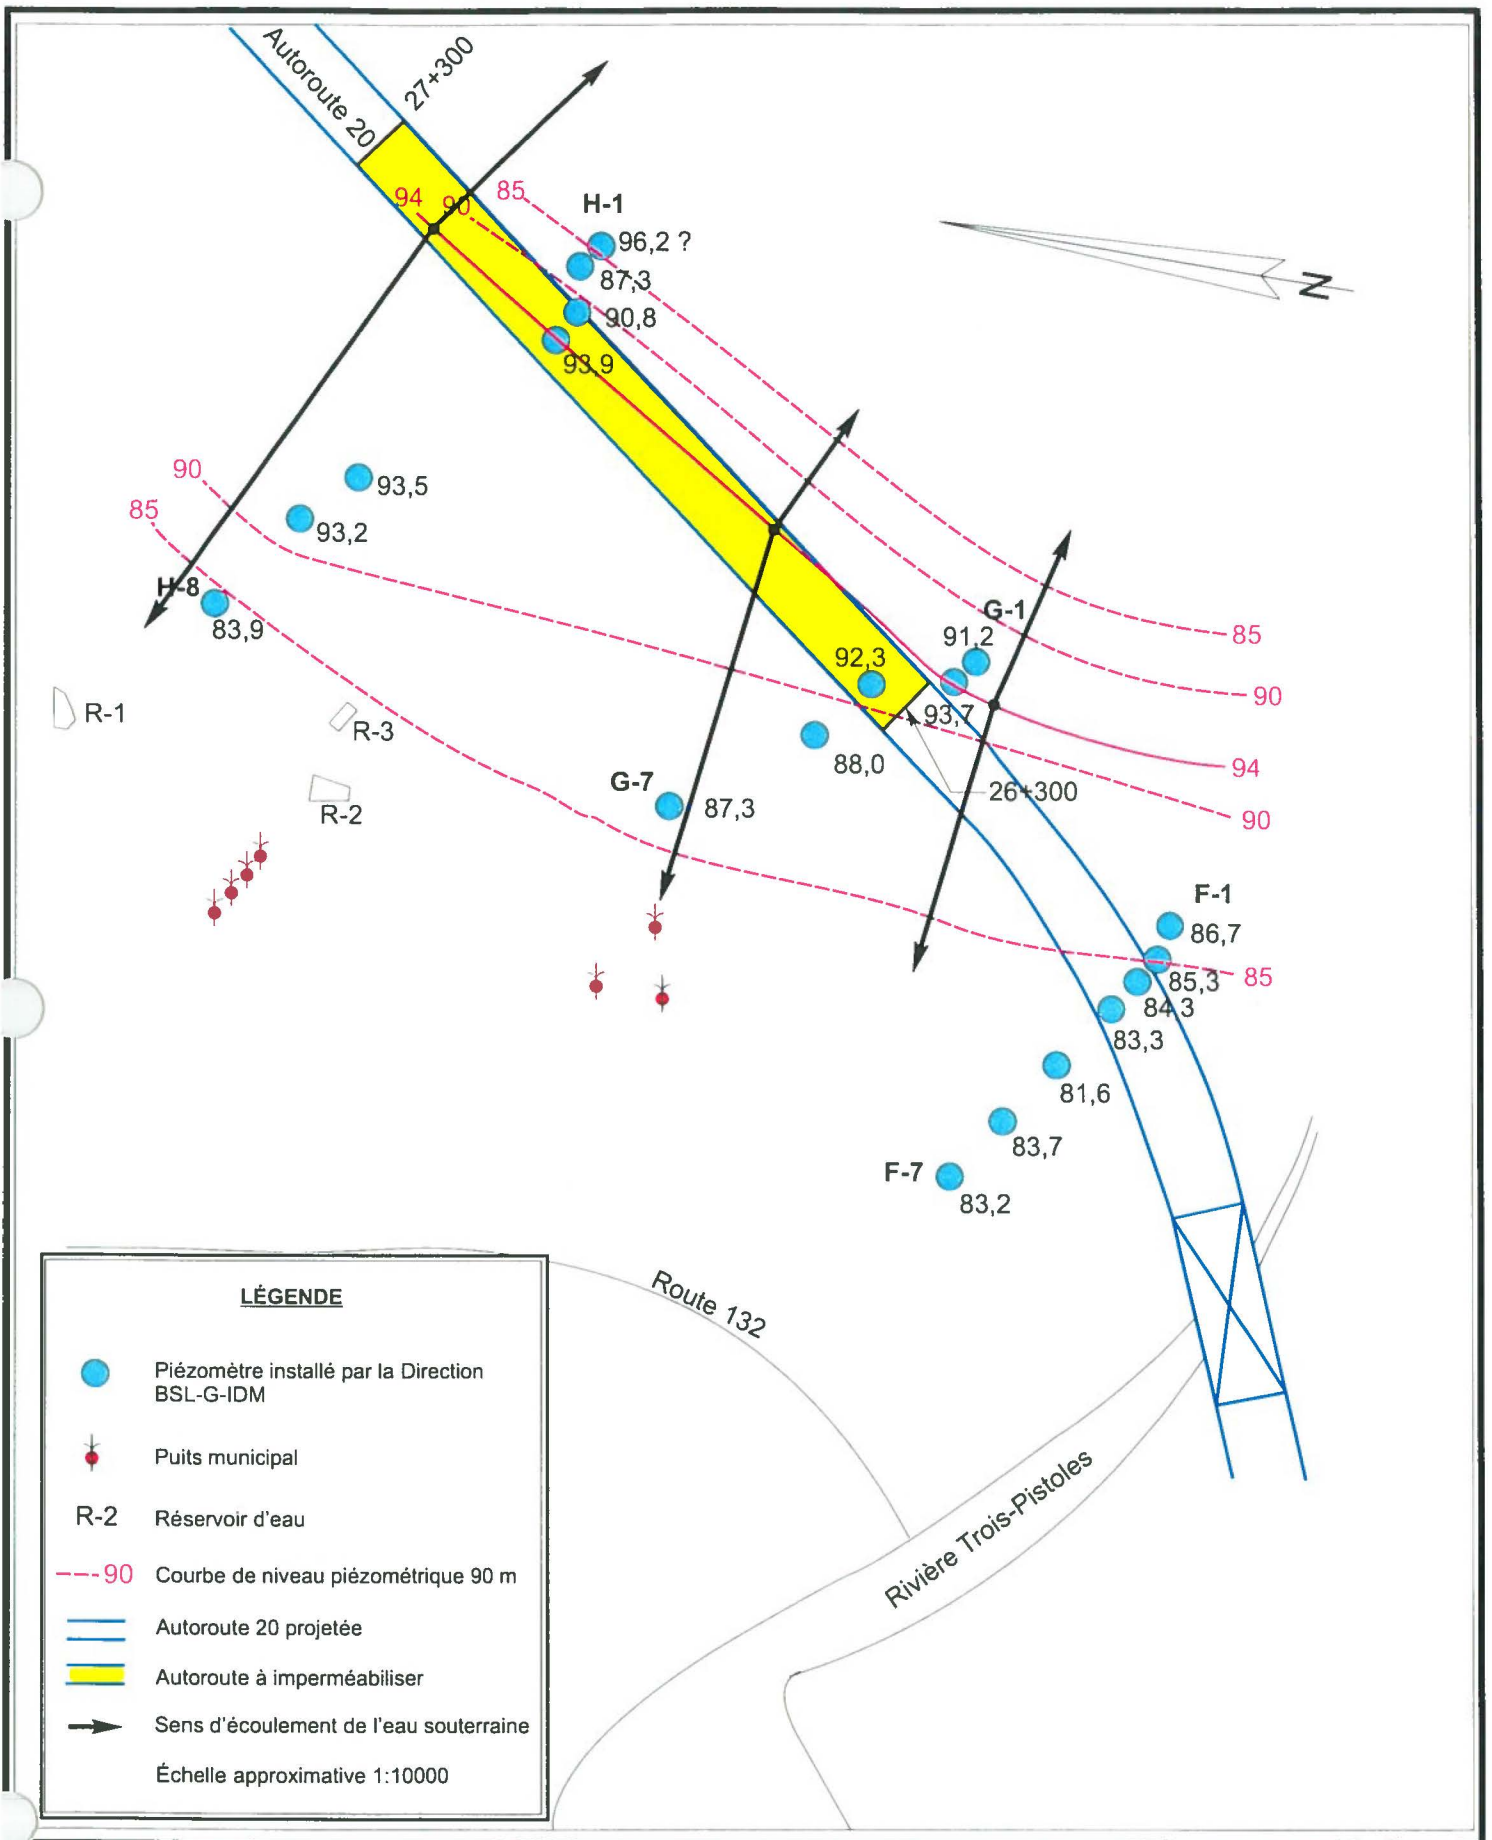 Autoroute 20
27+300
94
90
85
H-1
96,2 ?
87,3
90,8
93,9
N
90
93,5
85
93,2
H-8
83,9
G-1
91,2
85
92,3
90
93,7
R-1
R-3
88,0
94
G-7
87,3
26+300
90
R-2
F-1
86,7
85,3
85
84,3
83,3
81,6
83,7
F-7
83,2
Route 132
Rivière Trois-Pistoles
LÉGENDE
Piézomètre installé par la Direction
BSL-G-IDM
Puits municipal
R-2 Réservoir d'eau
90 Courbe de niveau piézométrique 90 m
Autoroute 20 projetée
Autoroute à imperméabiliser
Sens d'écoulement de l'eau souterraine
Échelle approximative 1:10000